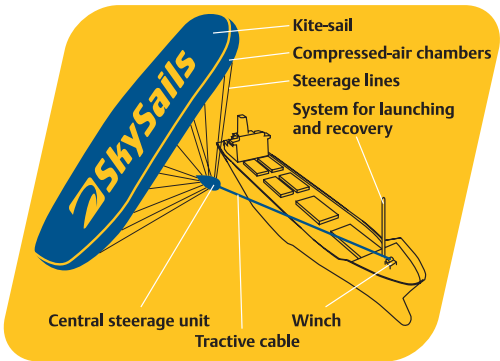 Kite-sail
Compressed-air chambers
Steerage lines
System for launching
and recovery
SkySails
Central steerage unit
Winch
Tractive cable